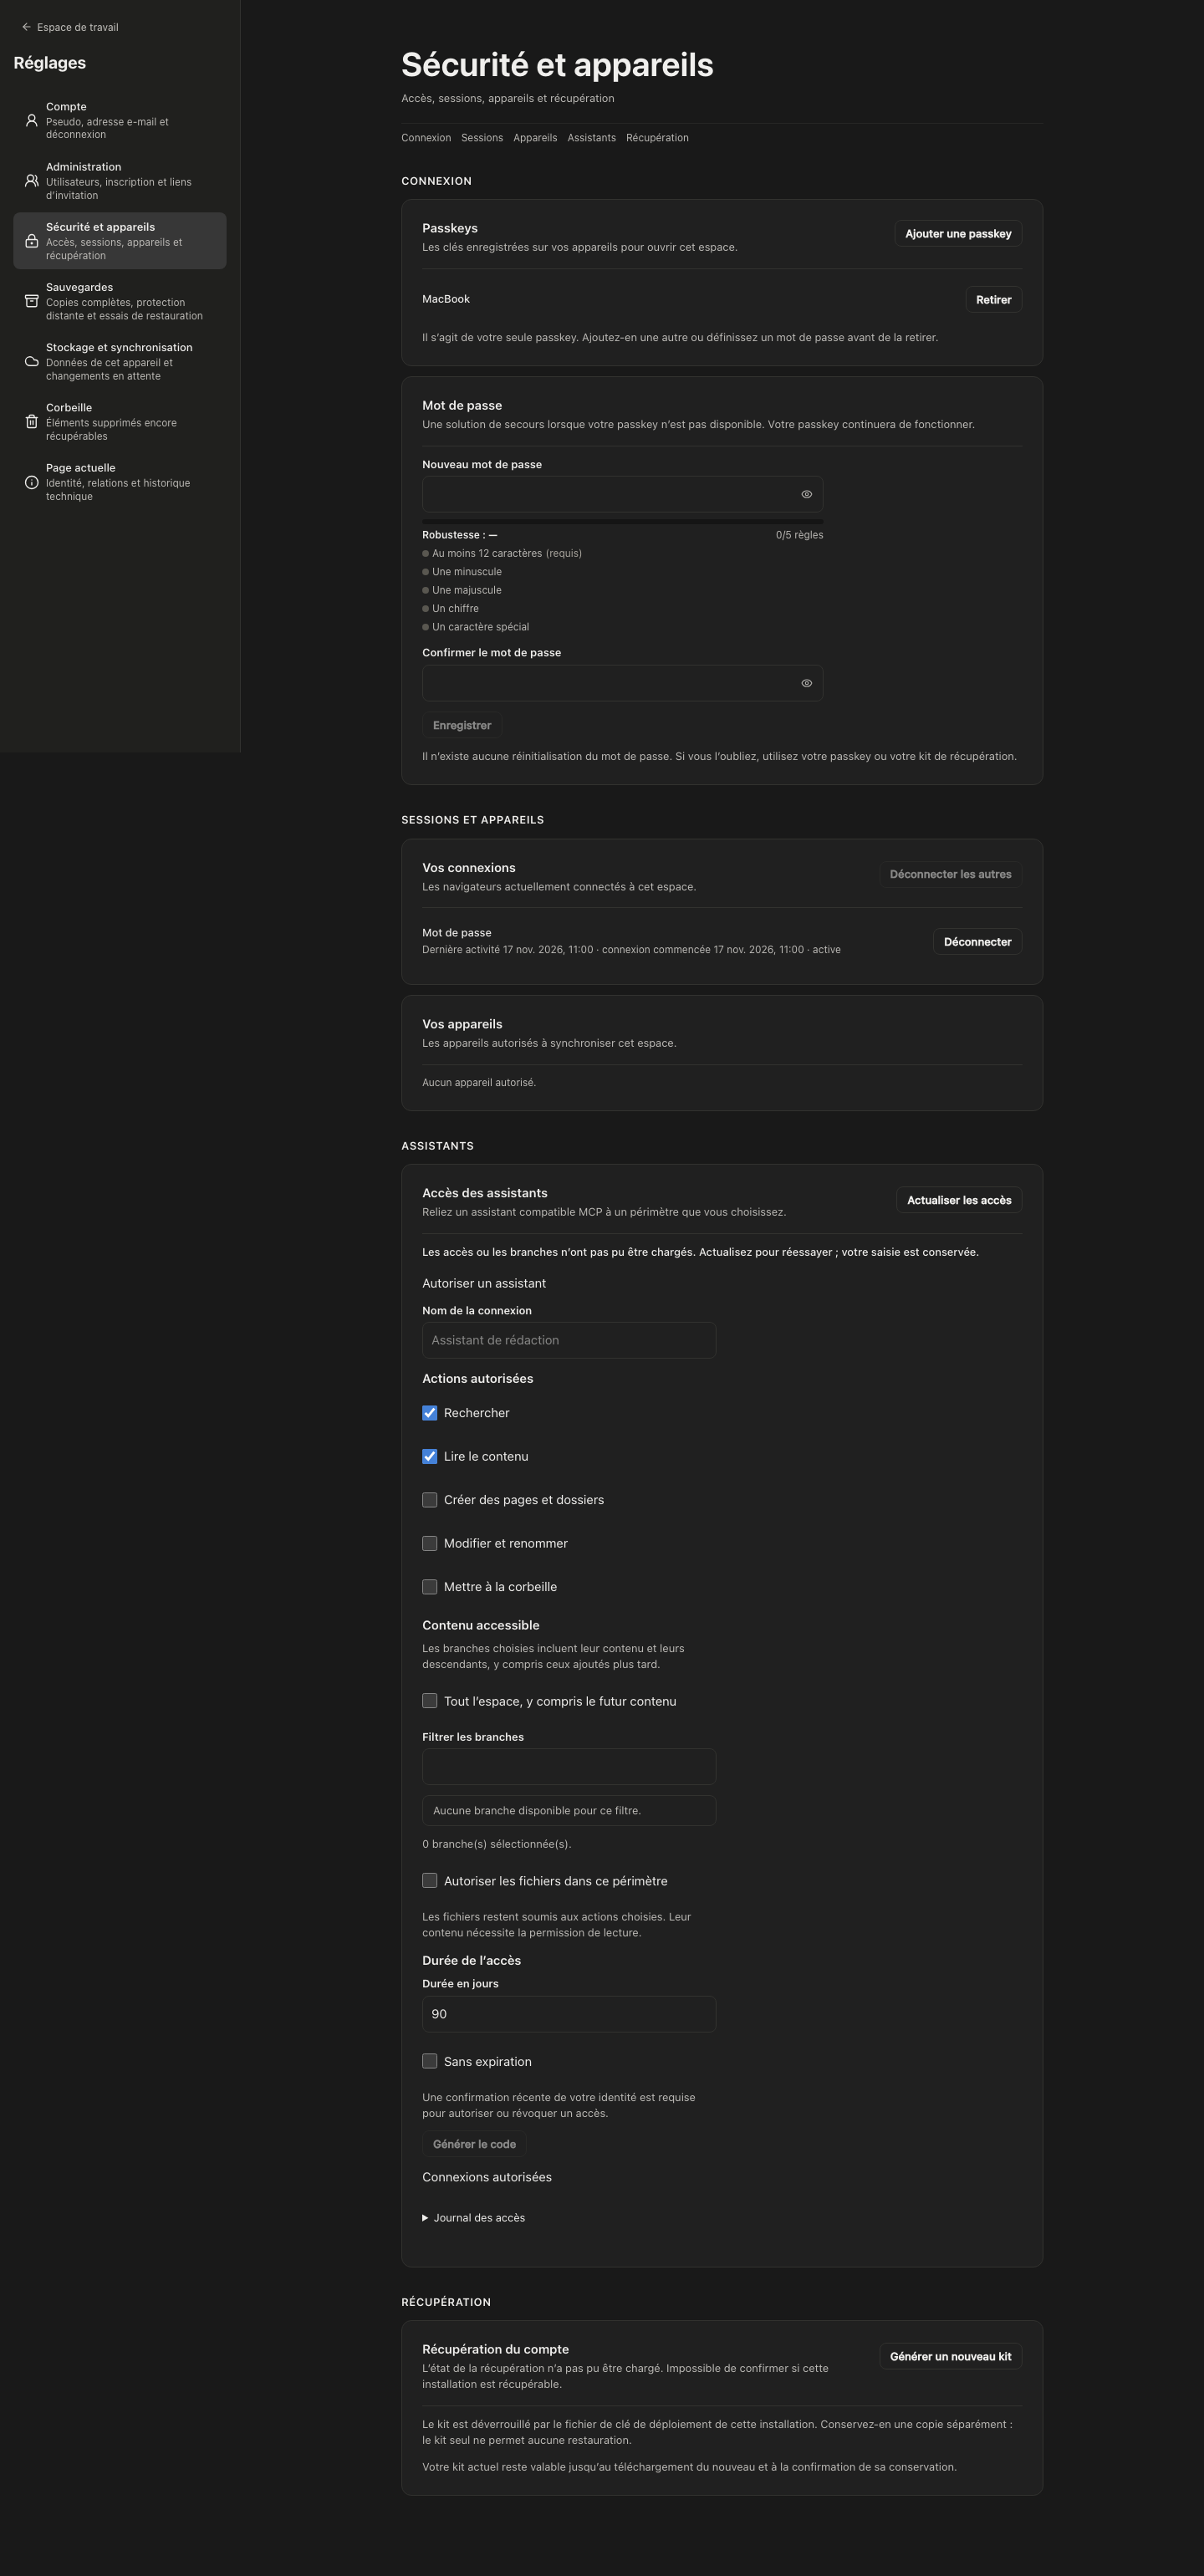 Espace de travail
Réglages
Compte
Pseudo, adresse e-mail et
déconnexion
Administration
Utilisateurs, inscription et liens
d'invitation
Sécurité et appareils
Accès, sessions, appareils et
récupération
Sauvegardes
Copies complètes, protection
distante et essais de restauration
Stockage et synchronisation
Données de cet appareil et
changements en attente
Corbeille
Éléments supprimés encore
récupérables
Page actuelle
Identité, relations et historique
technique
Sécurité et appareils
Accès, sessions, appareils et récupération
Connexion Sessions Appareils Assistants Récupération
CONNEXION
Passkeys
Les clés enregistrées sur vos appareils pour ouvrir cet espace.
Ajouter une passkey
MacBook
Retirer
Il s'agit de votre seule passkey. Ajoutez-en une autre ou définissez un mot de passe avant de la retirer.
Mot de passe
Une solution de secours lorsque votre passkey n'est pas disponible. Votre passkey continuera de fonctionner.
Nouveau mot de passe
Robustesse : —
0/5 règles
Au moins 12 caractères (requis)
Une minuscule
Une majuscule
Un chiffre
Un caractère spécial
Confirmer le mot de passe
Enregistrer
Il n'existe aucune réinitialisation du mot de passe. Si vous l'oubliez, utilisez votre passkey ou votre kit de récupération.
SESSIONS ET APPAREILS
Vos connexions
Les navigateurs actuellement connectés à cet espace.
Déconnecter les autres
Mot de passe
Dernière activité 17 nov. 2026, 11:00 · connexion commencée 17 nov. 2026, 11:00 · active
Déconnecter
Vos appareils
Les appareils autorisés à synchroniser cet espace.
Aucun appareil autorisé.
ASSISTANTS
Accès des assistants
Reliez un assistant compatible MCP à un périmètre que vous choisissez.
Actualiser les accès
Les accès ou les branches n'ont pas pu être chargés. Actualisez pour réessayer ; votre saisie est conservée.
Autoriser un assistant
Nom de la connexion
Assistant de rédaction
Actions autorisées
Rechercher
Lire le contenu
Créer des pages et dossiers
Modifier et renommer
Mettre à la corbeille
Contenu accessible
Les branches choisies incluent leur contenu et leurs
descendants, y compris ceux ajoutés plus tard.
Tout l'espace, y compris le futur contenu
Filtrer les branches
Aucune branche disponible pour ce filtre.
0 branche(s) sélectionnée(s).
Autoriser les fichiers dans ce périmètre
Les fichiers restent soumis aux actions choisies. Leur
contenu nécessite la permission de lecture.
Durée de l'accès
Durée en jours
90
Sans expiration
Une confirmation récente de votre identité est requise
pour autoriser ou révoquer un accès.
Générer le code
Connexions autorisées
Journal des accès
RÉCUPÉRATION
Récupération du compte
L'état de la récupération n'a pas pu être chargé. Impossible de confirmer si cette
installation est récupérable.
Générer un nouveau kit
Le kit est déverrouillé par le fichier de clé de déploiement de cette installation. Conservez-en une copie séparément :
le kit seul ne permet aucune restauration.
Votre kit actuel reste valable jusqu'au téléchargement du nouveau et à la confirmation de sa conservation.